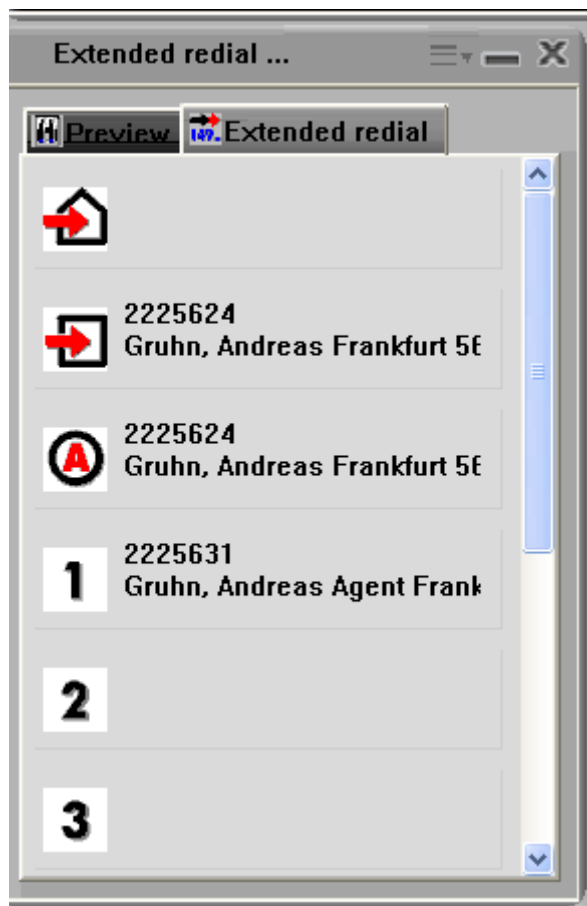 Extended redial ...
Preview
149. Extended redial
2225624
Gruhn, Andreas Frankfurt 56
2225624
Gruhn, Andreas Frankfurt 56
A
2225631
Gruhn, Andreas Agent Frank
1
2
3